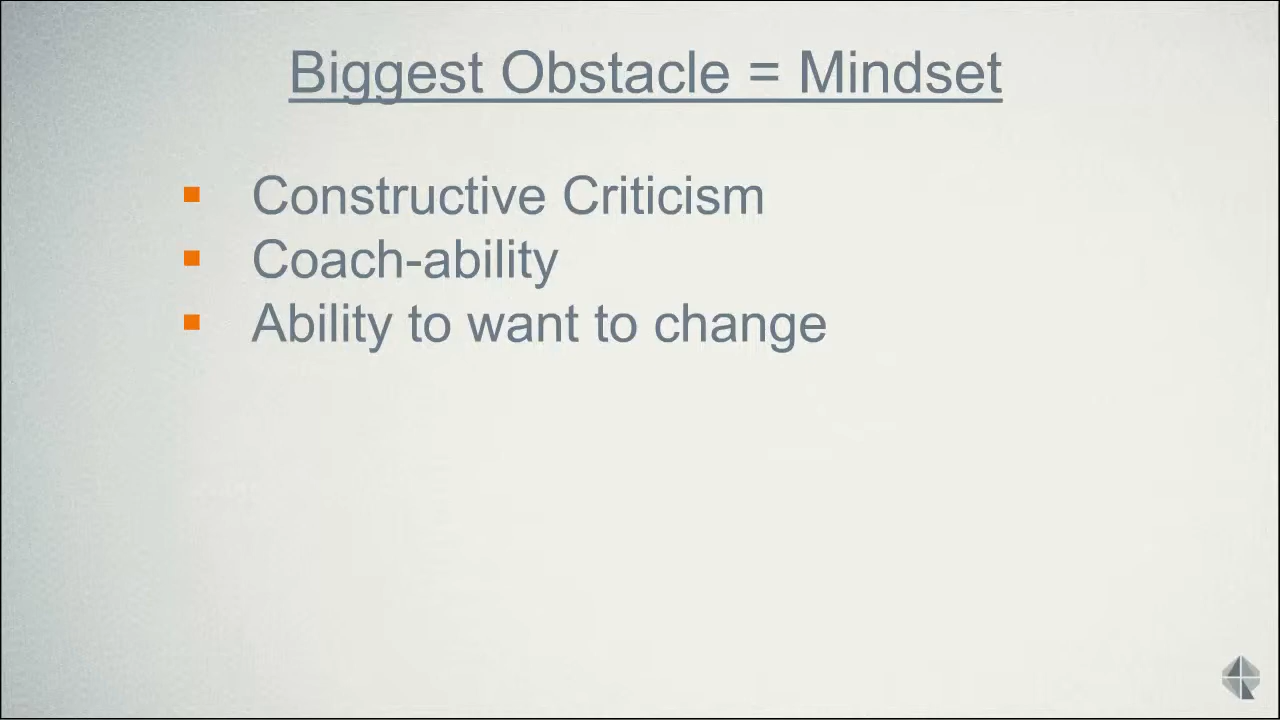 Biggest Obstacle = Mindset
Constructive Criticism
Coach-ability
Ability to want to change